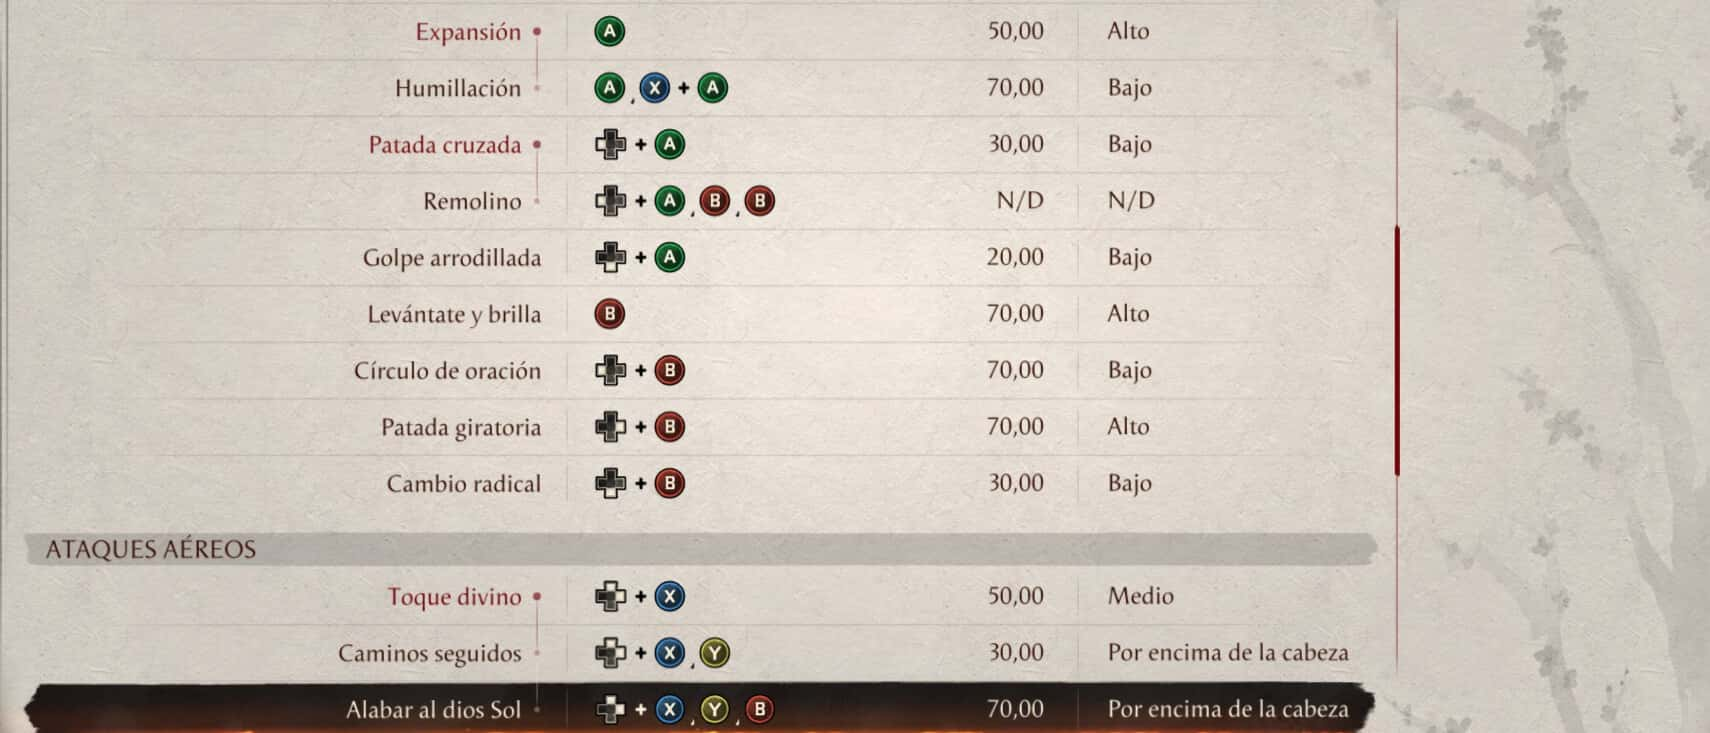 Expansión A 50,00 Alto
Humillación A , X + A 70,00 Bajo
Patada cruzada + A 30,00 Bajo
Remolino + A , B , B N/D N/D
Golpe arrodillada + A 20,00 Bajo
Levántate y brilla B 70,00 Alto
Círculo de oración + B 70,00 Bajo
Patada giratoria + B 70,00 Alto
Cambio radical + B 30,00 Bajo
ATAQUES AÉREOS
Toque divino + X 50,00 Medio
Caminos seguidos + X , Y 30,00 Por encima de la cabeza
Alabar al dios Sol + X , Y , B 70,00 Por encima de la cabeza